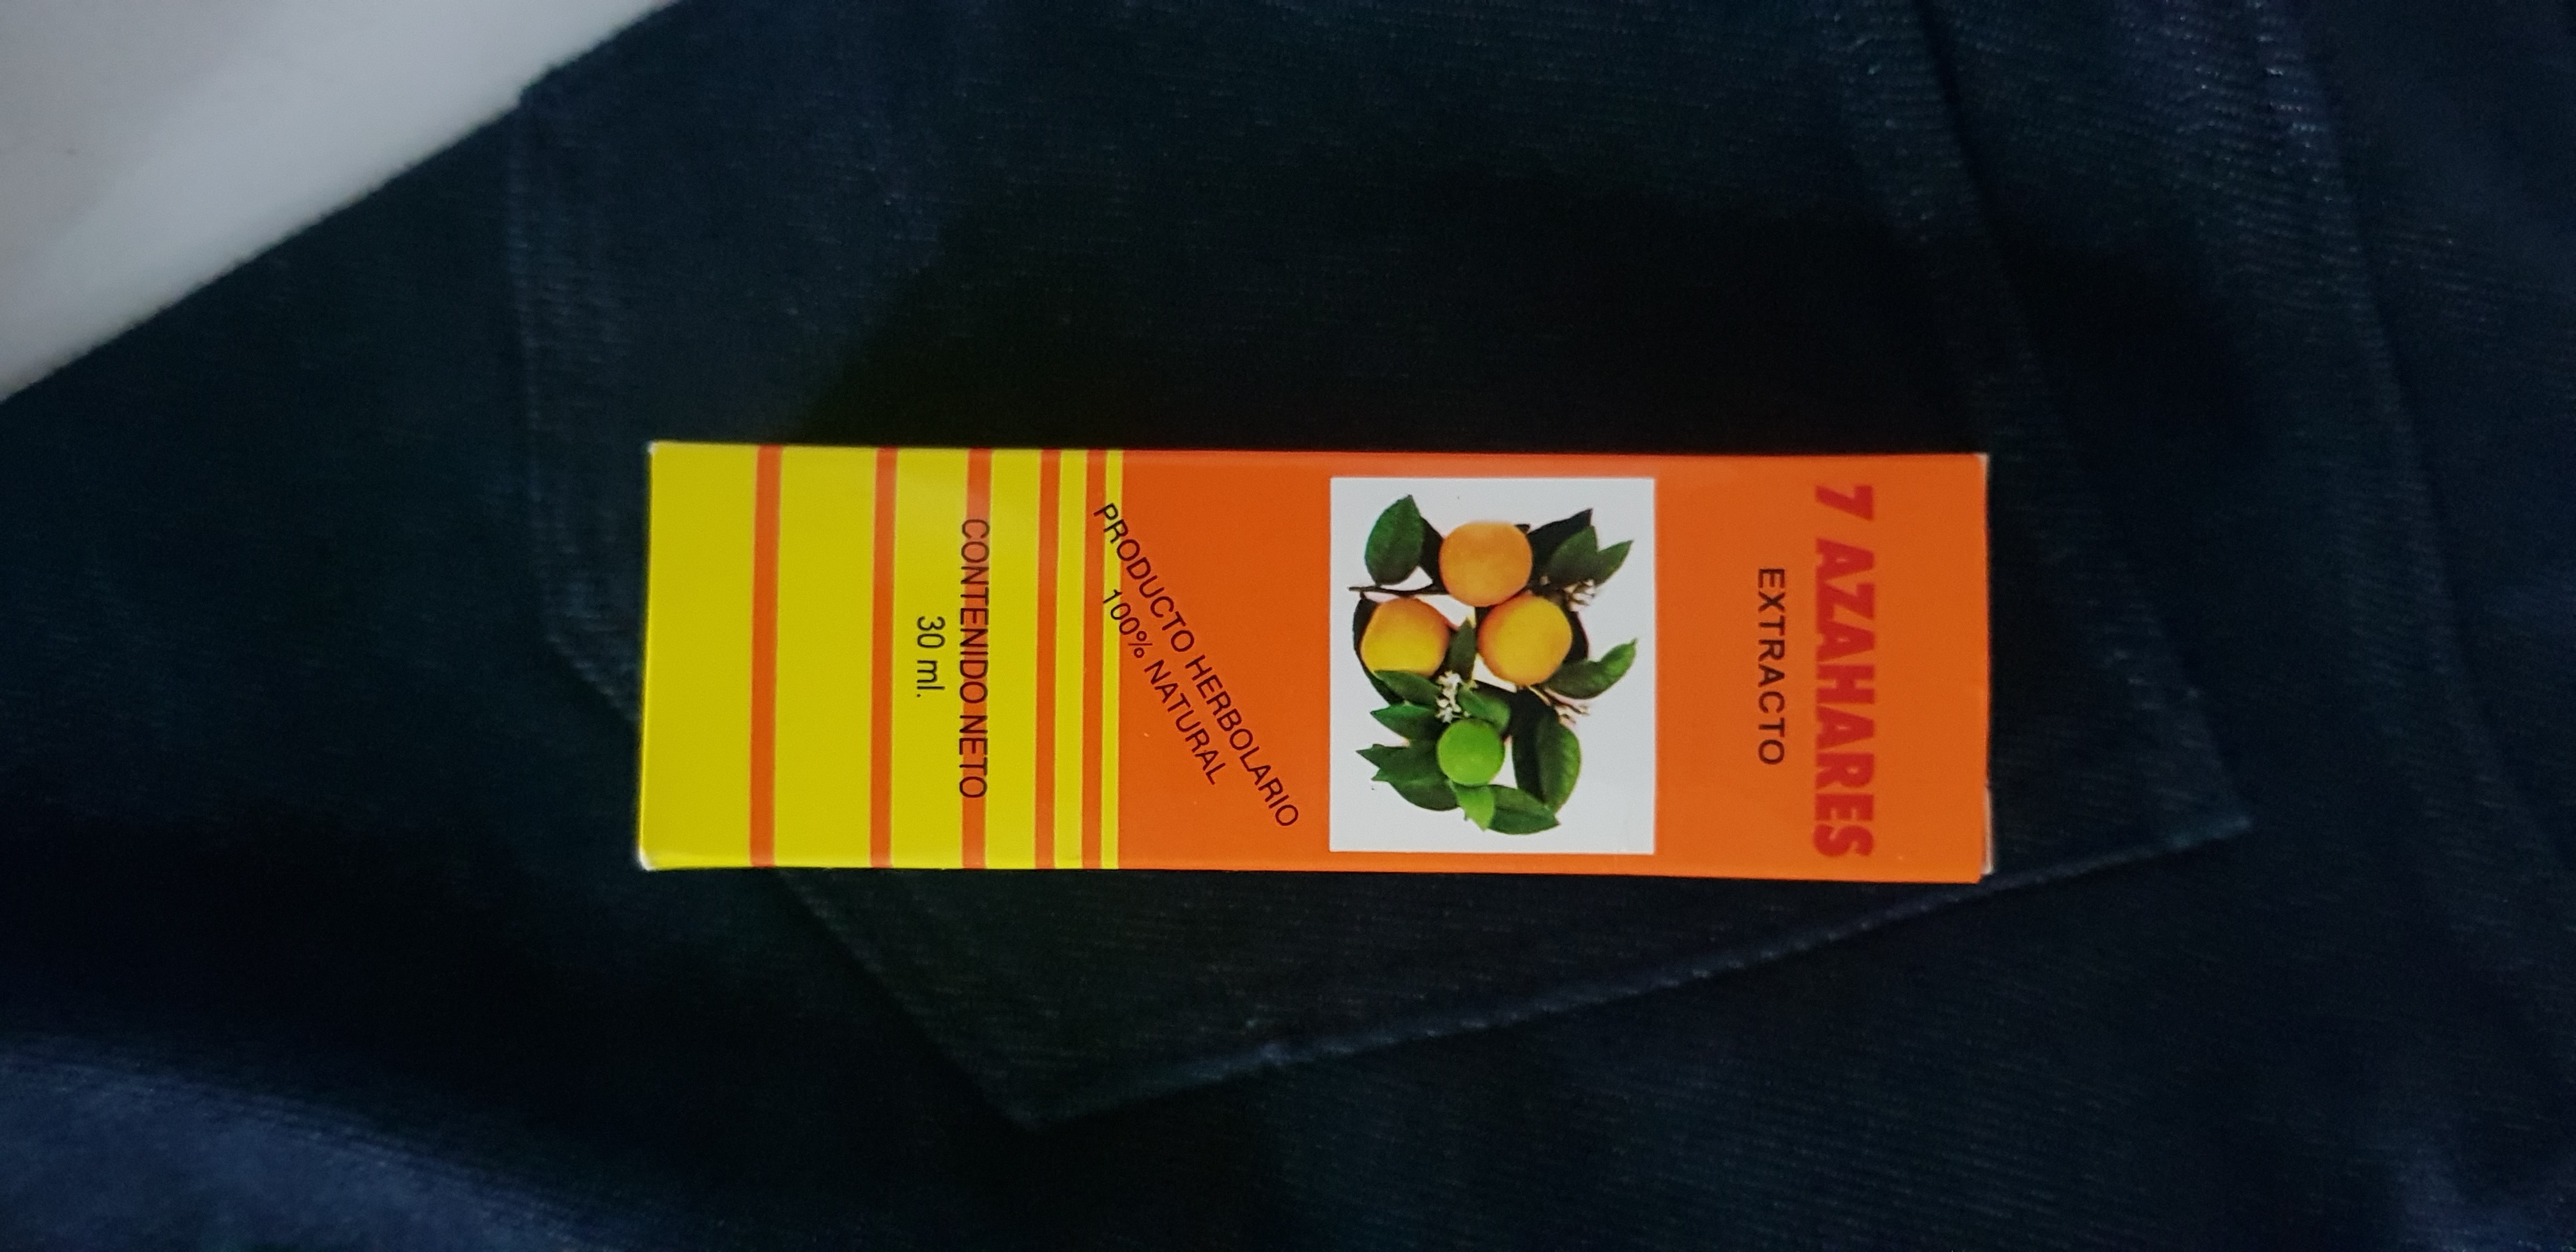 7 AZAHARES
EXTRACTO
PRODUCTO HERBOLARIO
100% NATURAL
CONTENIDO NETO
30 ml.